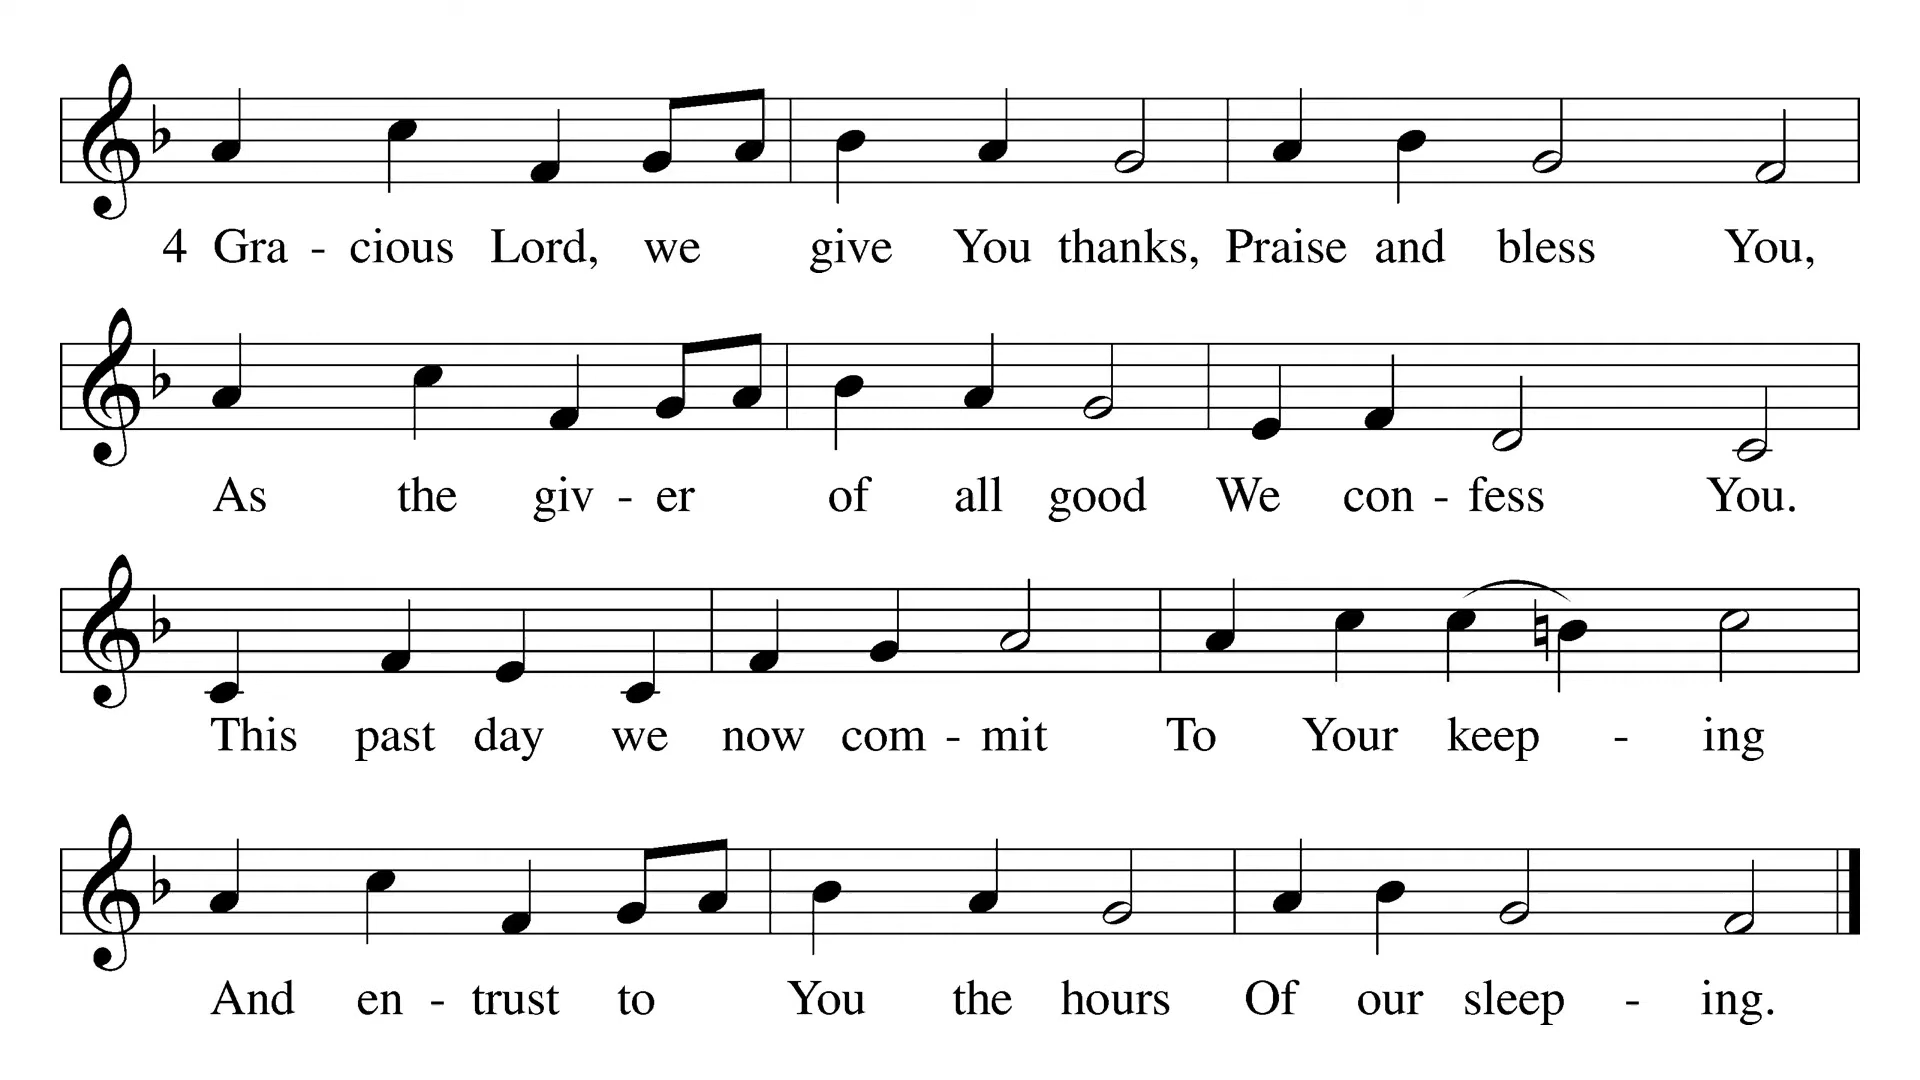 4 Gra - cious Lord, we give You thanks, Praise and bless You,
As the giv - er of all good We con - fess You.
This past day we now com - mit To Your keep - ing
And en - trust to You the hours Of our sleep - ing.